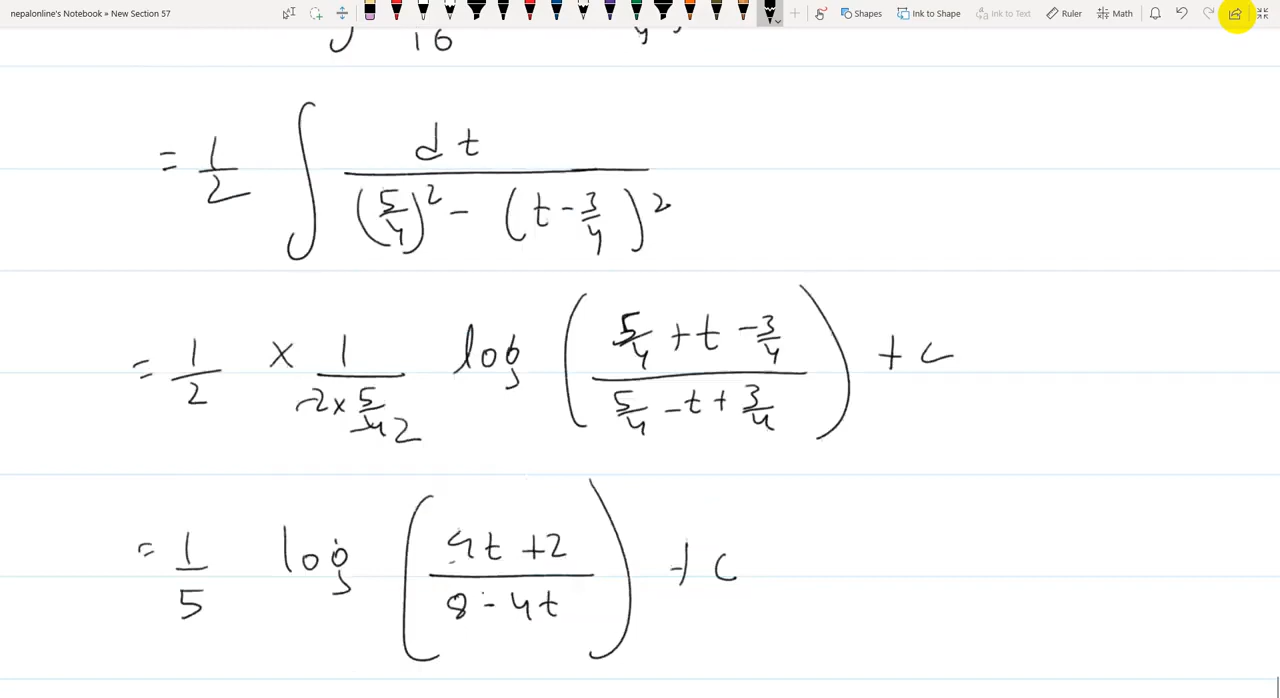 nepalonline's Notebook » New Section 57
Shapes Ink to Shape Ink to Text Ruler Math
∫ 16
= 1/2 ∫ dt / ((5/4)² - (t - 3/4)²)
= 1/2 × 1/(2 × 5/4 2) log ((5/4 + t - 3/4) / (5/4 - t + 3/4)) + c
= 1/5 log ((4t + 2) / (8 - 4t)) + c